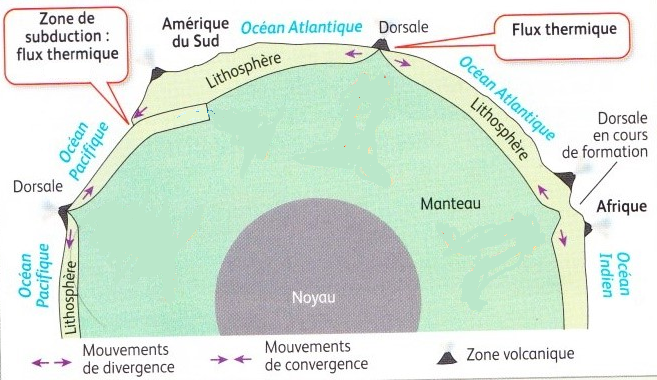 Zone de
subduction :
flux thermique
Amérique
du Sud
Océan Atlantique
Dorsale
Flux thermique
Lithosphère
Océan Atlantique
Lithosphère
Dorsale
en cours
de formation
Océan
Pacifique
Dorsale
Manteau
Afrique
Océan
Pacifique
Lithosphère
Noyau
Océan
Indien
Mouvements
de divergence
Mouvements
de convergence
Zone volcanique